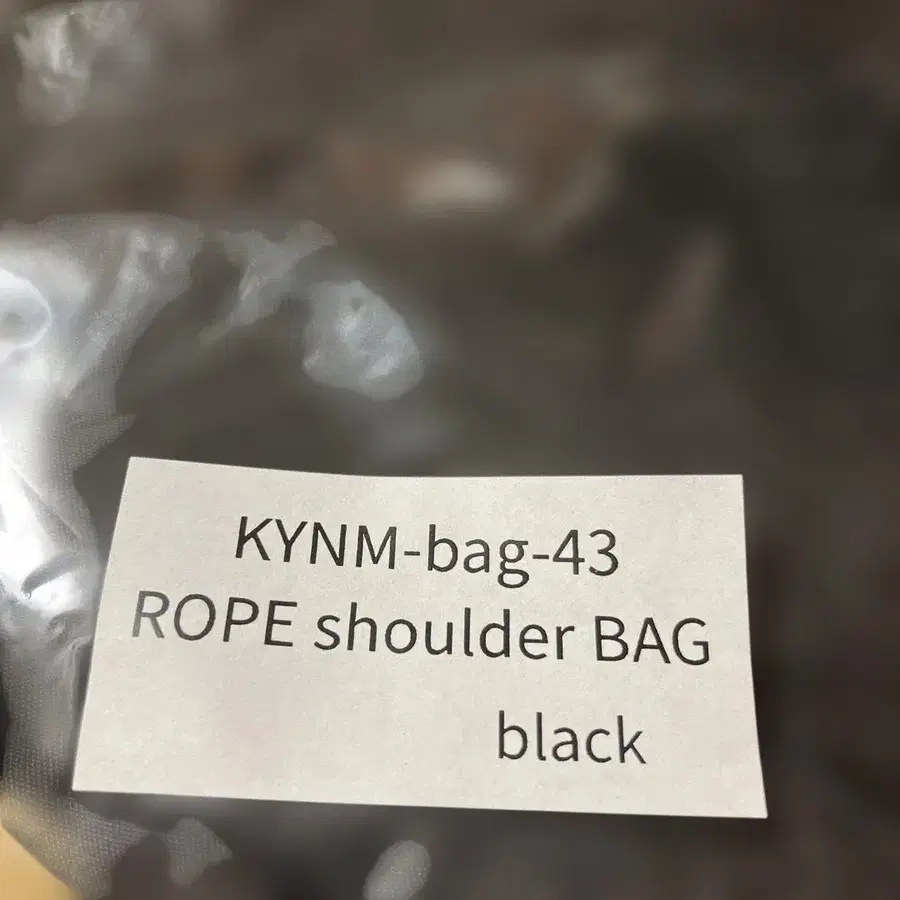 KYNM-bag-43
ROPE shoulder BAG
black